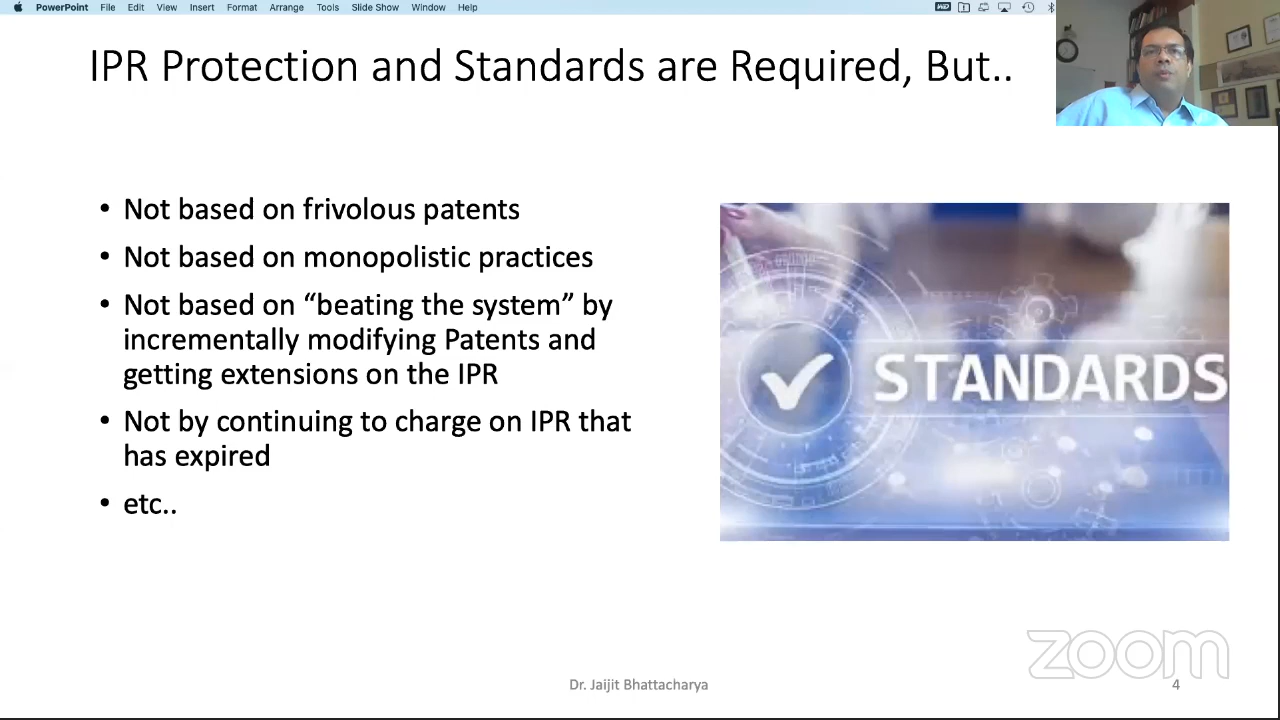 PowerPoint File Edit View Insert Format Arrange Tools Slide Show Window Help
IPR Protection and Standards are Required, But..
• Not based on frivolous patents
• Not based on monopolistic practices
• Not based on “beating the system” by
incrementally modifying Patents and
getting extensions on the IPR
• Not by continuing to charge on IPR that
has expired
• etc..
STANDARDS
zoom
Dr. Jaijit Bhattacharya
4